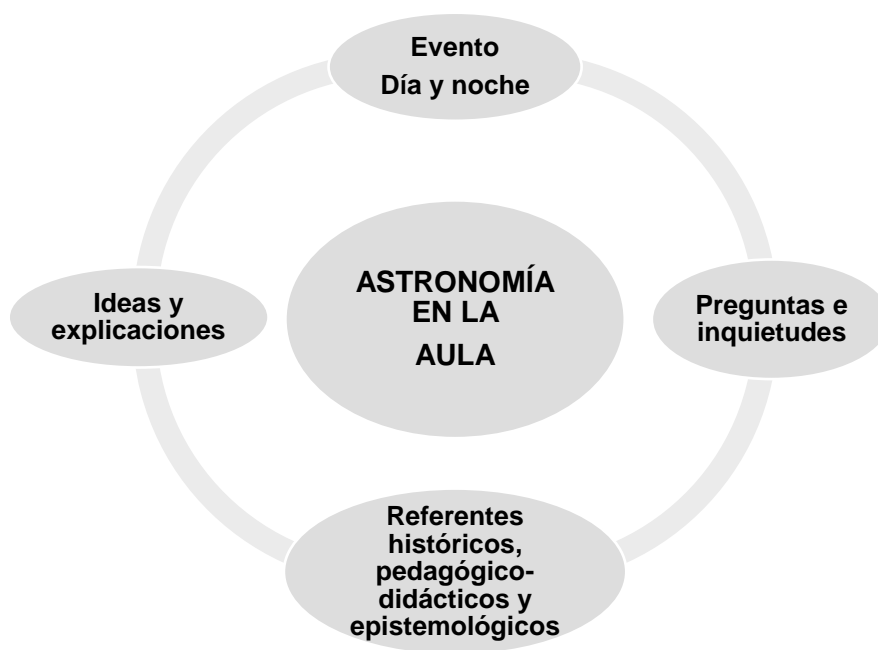 Evento
Día y noche
Ideas y
explicaciones
ASTRONOMÍA
EN LA
AULA
Preguntas e
inquietudes
Referentes
históricos,
pedagógico-
didácticos y
epistemológicos